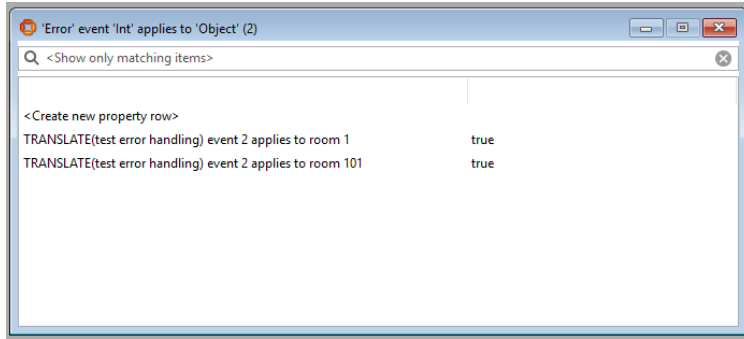 'Error' event 'Int' applies to 'Object' (2)
<Show only matching items>
<Create new property row>
TRANSLATE(test error handling) event 2 applies to room 1 true
TRANSLATE(test error handling) event 2 applies to room 101 true